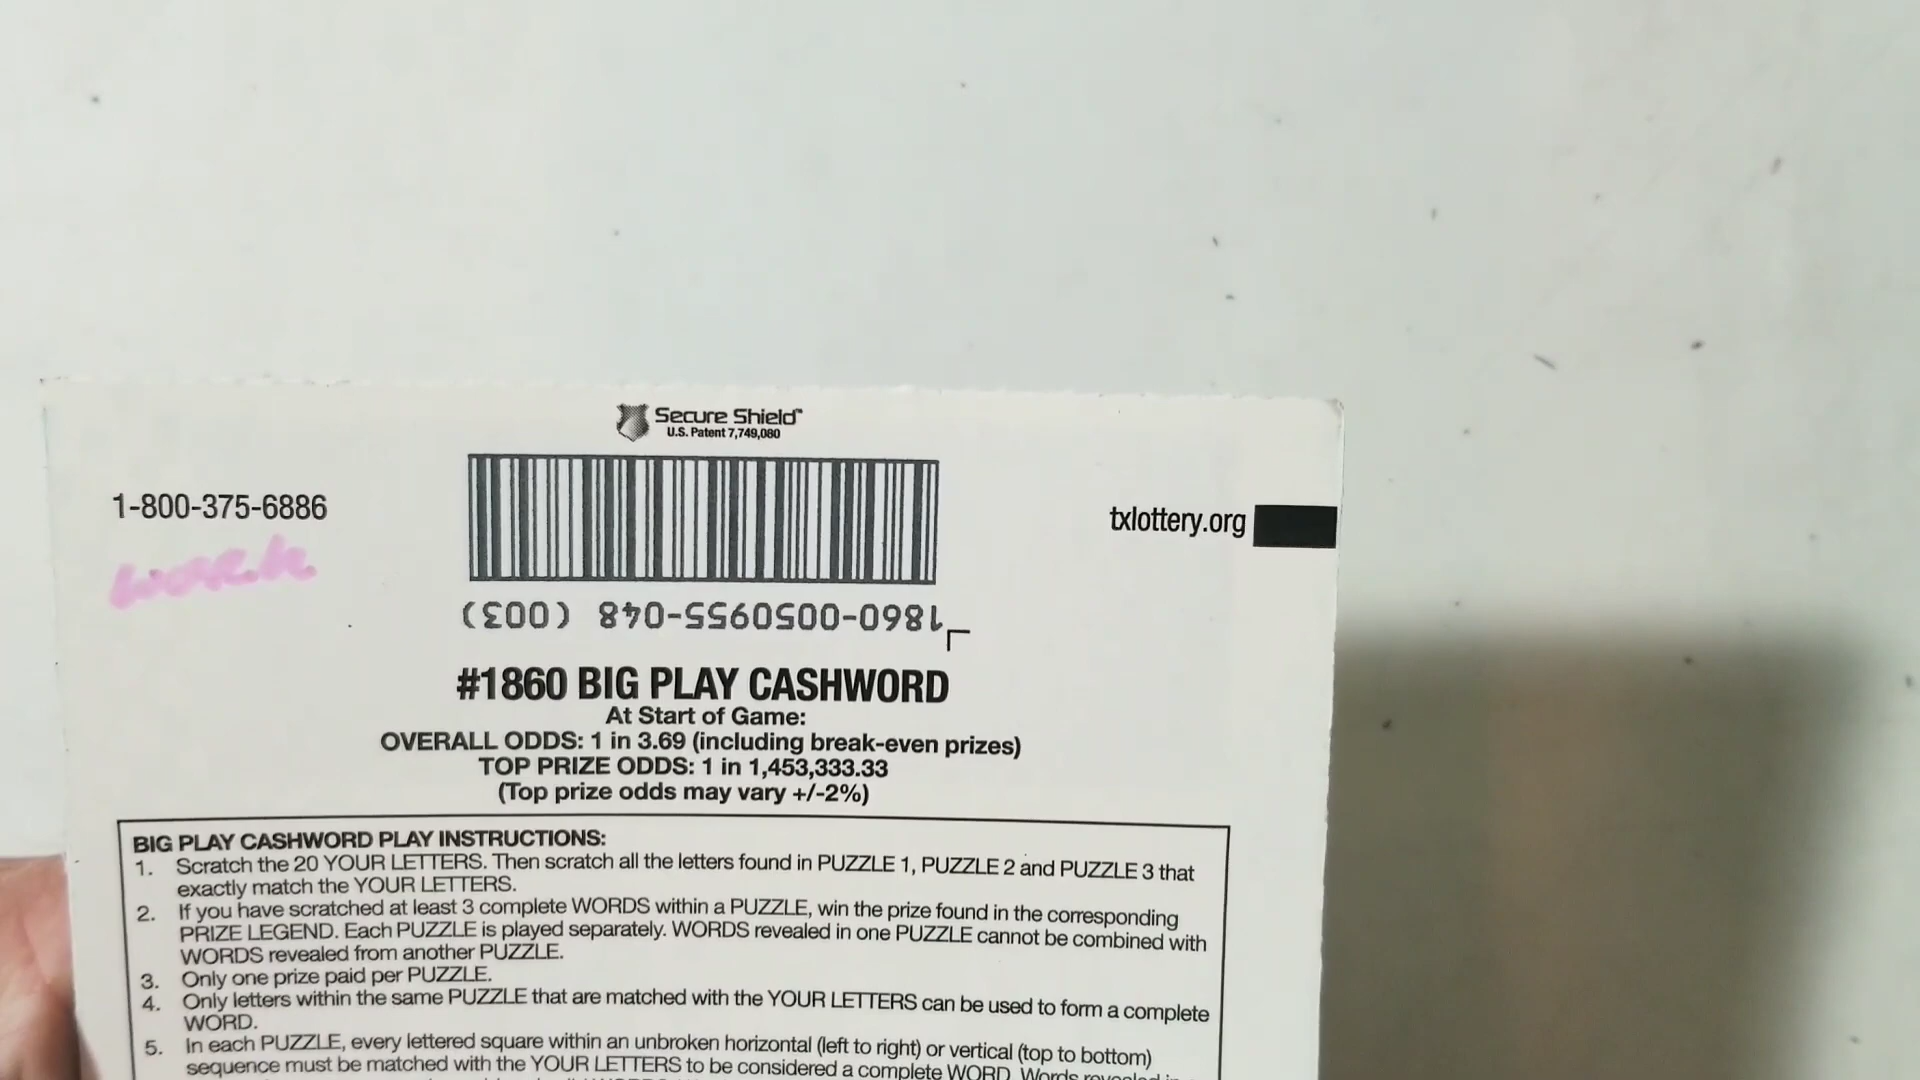 Secure Shield™
U.S. Patent 7,749,080
1-800-375-6886
txlottery.org
work
1860-0050955-048 (003)
#1860 BIG PLAY CASHWORD
At Start of Game:
OVERALL ODDS: 1 in 3.69 (including break-even prizes)
TOP PRIZE ODDS: 1 in 1,453,333.33
(Top prize odds may vary +/-2%)
BIG PLAY CASHWORD PLAY INSTRUCTIONS:
1. Scratch the 20 YOUR LETTERS. Then scratch all the letters found in PUZZLE 1, PUZZLE 2 and PUZZLE 3 that
exactly match the YOUR LETTERS.
2. If you have scratched at least 3 complete WORDS within a PUZZLE, win the prize found in the corresponding
PRIZE LEGEND. Each PUZZLE is played separately. WORDS revealed in one PUZZLE cannot be combined with
WORDS revealed from another PUZZLE.
3. Only one prize paid per PUZZLE.
4. Only letters within the same PUZZLE that are matched with the YOUR LETTERS can be used to form a complete
WORD.
5. In each PUZZLE, every lettered square within an unbroken horizontal (left to right) or vertical (top to bottom)
sequence must be matched with the YOUR LETTERS to be considered a complete WORD. Words revealed in